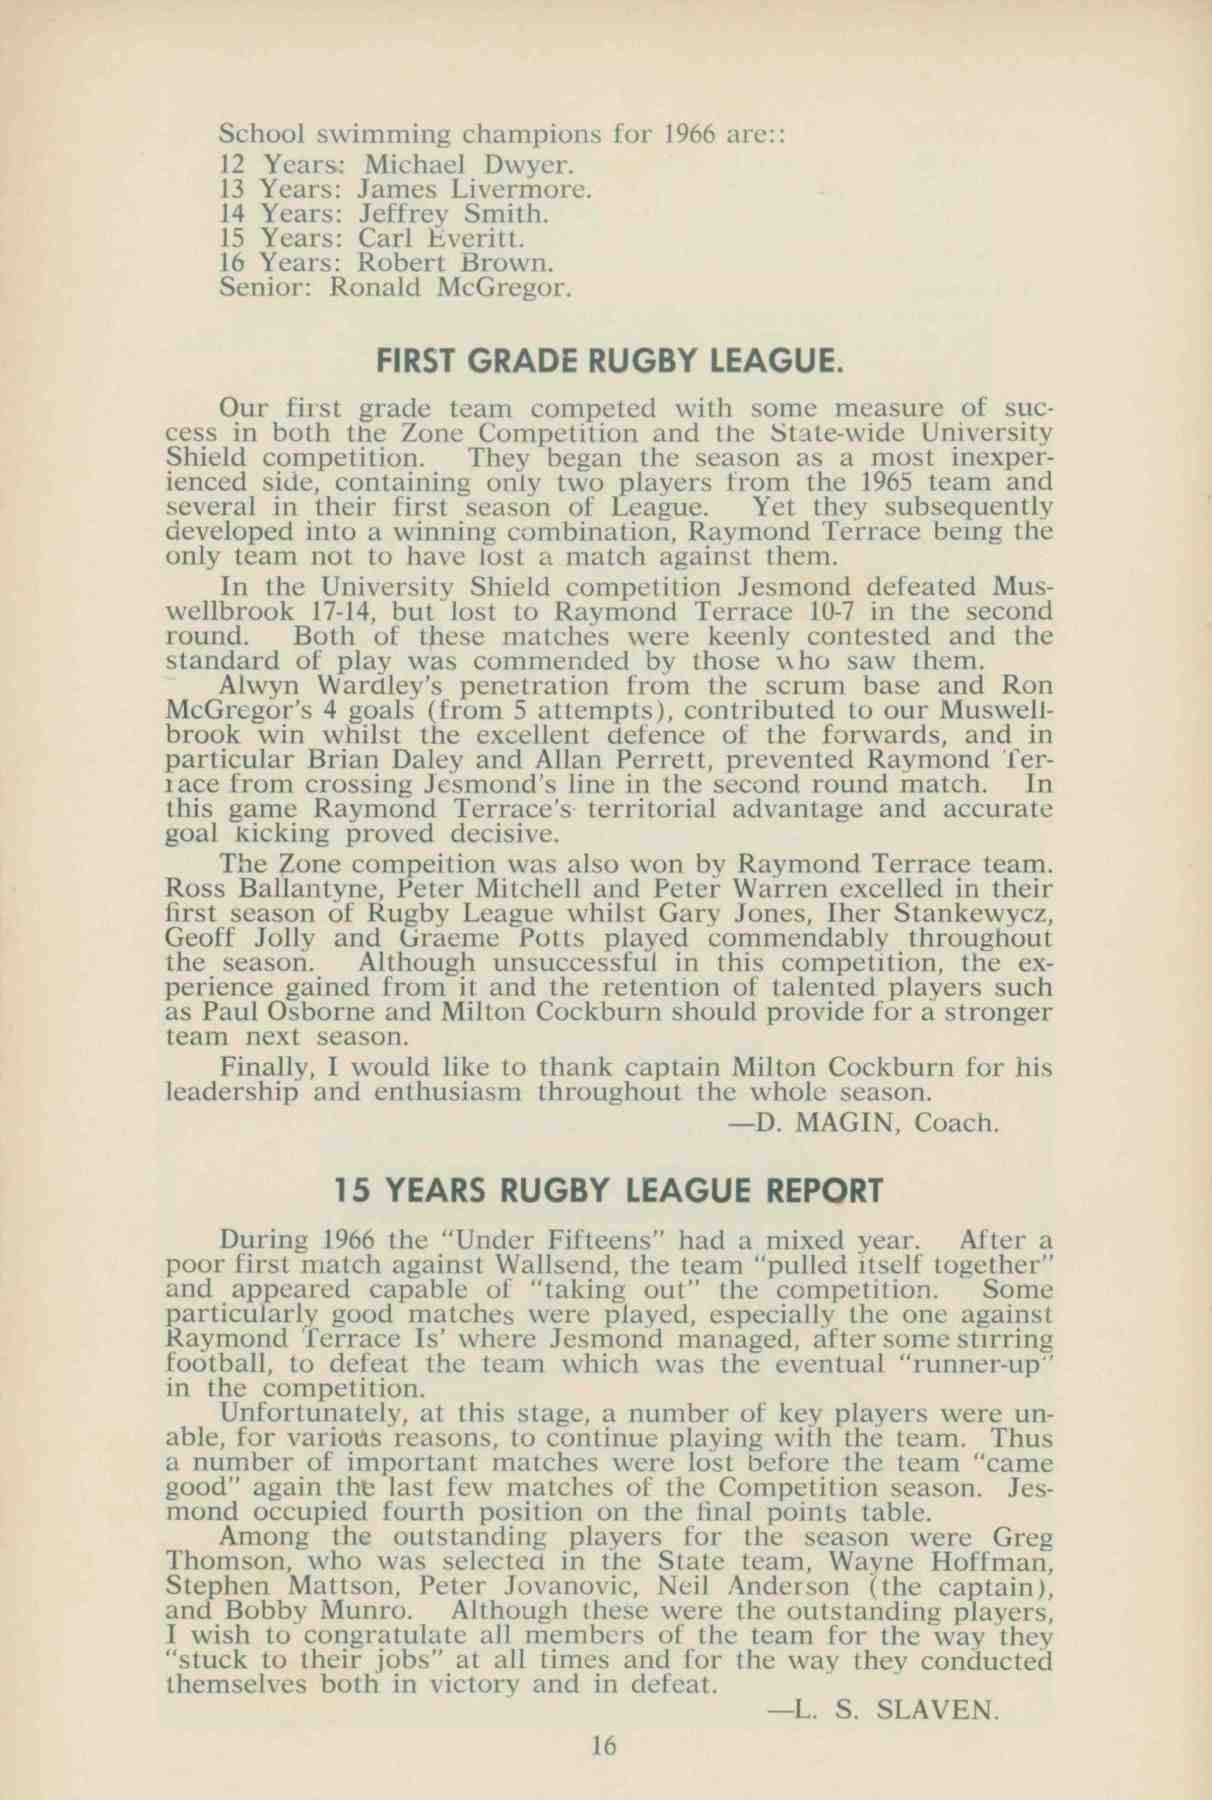 School swimming champions for 1966 are::
12 Years: Michael Dwyer.
13 Years: James Livermore.
14 Years: Jeffrey Smith.
15 Years: Carl Everitt.
16 Years: Robert Brown.
Senior: Ronald McGregor.
FIRST GRADE RUGBY LEAGUE.
Our first grade team competed with some measure of suc-
cess in both the Zone Competition and the State-wide University
Shield competition. They began the season as a most inexper-
ienced side, containing only two players from the 1965 team and
several in their first season of League. Yet they subsequently
developed into a winning combination, Raymond Terrace being the
only team not to have lost a match against them.
In the University Shield competition Jesmond defeated Mus-
wellbrook 17-14, but lost to Raymond Terrace 10-7 in the second
round. Both of these matches were keenly contested and the
standard of play was commended by those who saw them.
Alwyn Wardley's penetration from the scrum base and Ron
McGregor's 4 goals (from 5 attempts), contributed to our Muswell-
brook win whilst the excellent defence of the forwards, and in
particular Brian Daley and Allan Perrett, prevented Raymond Ter-
race from crossing Jesmond's line in the second round match. In
this game Raymond Terrace's territorial advantage and accurate
goal kicking proved decisive.
The Zone compeition was also won by Raymond Terrace team.
Ross Ballantyne, Peter Mitchell and Peter Warren excelled in their
first season of Rugby League whilst Gary Jones, Iher Stankewycz,
Geoff Jolly and Graeme Potts played commendably throughout
the season. Although unsuccessful in this competition, the ex-
perience gained from it and the retention of talented players such
as Paul Osborne and Milton Cockburn should provide for a stronger
team next season.
Finally, I would like to thank captain Milton Cockburn for his
leadership and enthusiasm throughout the whole season.
—D. MAGIN, Coach.
15 YEARS RUGBY LEAGUE REPORT
During 1966 the "Under Fifteens" had a mixed year. After a
poor first match against Wallsend, the team "pulled itself together"
and appeared capable of "taking out" the competition. Some
particularly good matches were played, especially the one against
Raymond Terrace Is' where Jesmond managed, after some stirring
football, to defeat the team which was the eventual "runner-up"
in the competition.
Unfortunately, at this stage, a number of key players were un-
able, for various reasons, to continue playing with the team. Thus
a number of important matches were lost before the team "came
good" again the last few matches of the Competition season. Jes-
mond occupied fourth position on the final points table.
Among the outstanding players for the season were Greg
Thomson, who was selected in the State team, Wayne Hoffman,
Stephen Mattson, Peter Jovanovic, Neil Anderson (the captain),
and Bobby Munro. Although these were the outstanding players,
I wish to congratulate all members of the team for the way they
"stuck to their jobs" at all times and for the way they conducted
themselves both in victory and in defeat.
—L. S. SLAVEN.
16